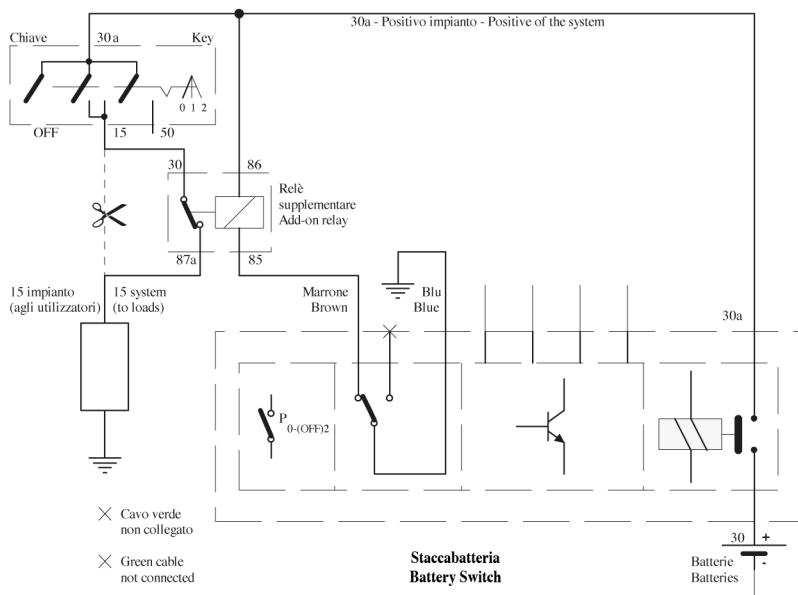 30a - Positivo impianto - Positive of the system
Chiave
30 a
Key
0 1 2
OFF
15
50
30
86
Relè
supplementare
Add-on relay
87a
85
15 impianto
(agli utilizzatori)
15 system
(to loads)
Marrone
Brown
Blu
Blue
30a
P0-(OFF)2
Cavo verde
non collegato
Green cable
not connected
Staccabatteria
Battery Switch
30
+
-
Batterie
Batteries